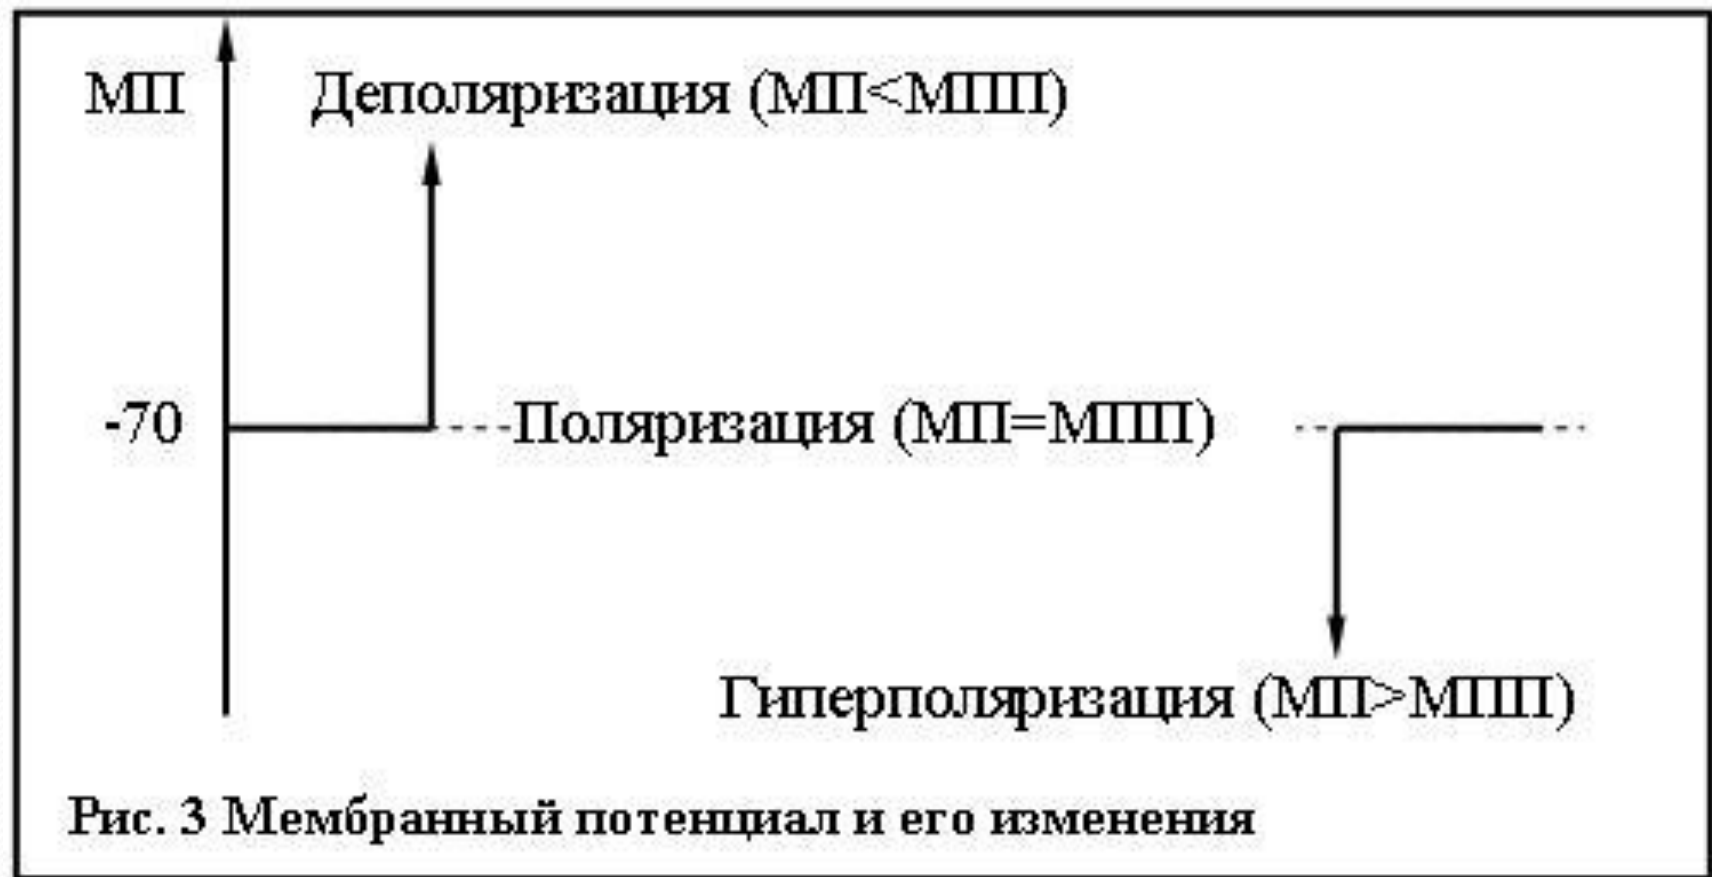 МП Деполяризация (МП<МПП)
-70 Поляризация (МП=МПП)
Гиперполяризация (МП>МПП)
Рис. 3 Мембранный потенциал и его изменения